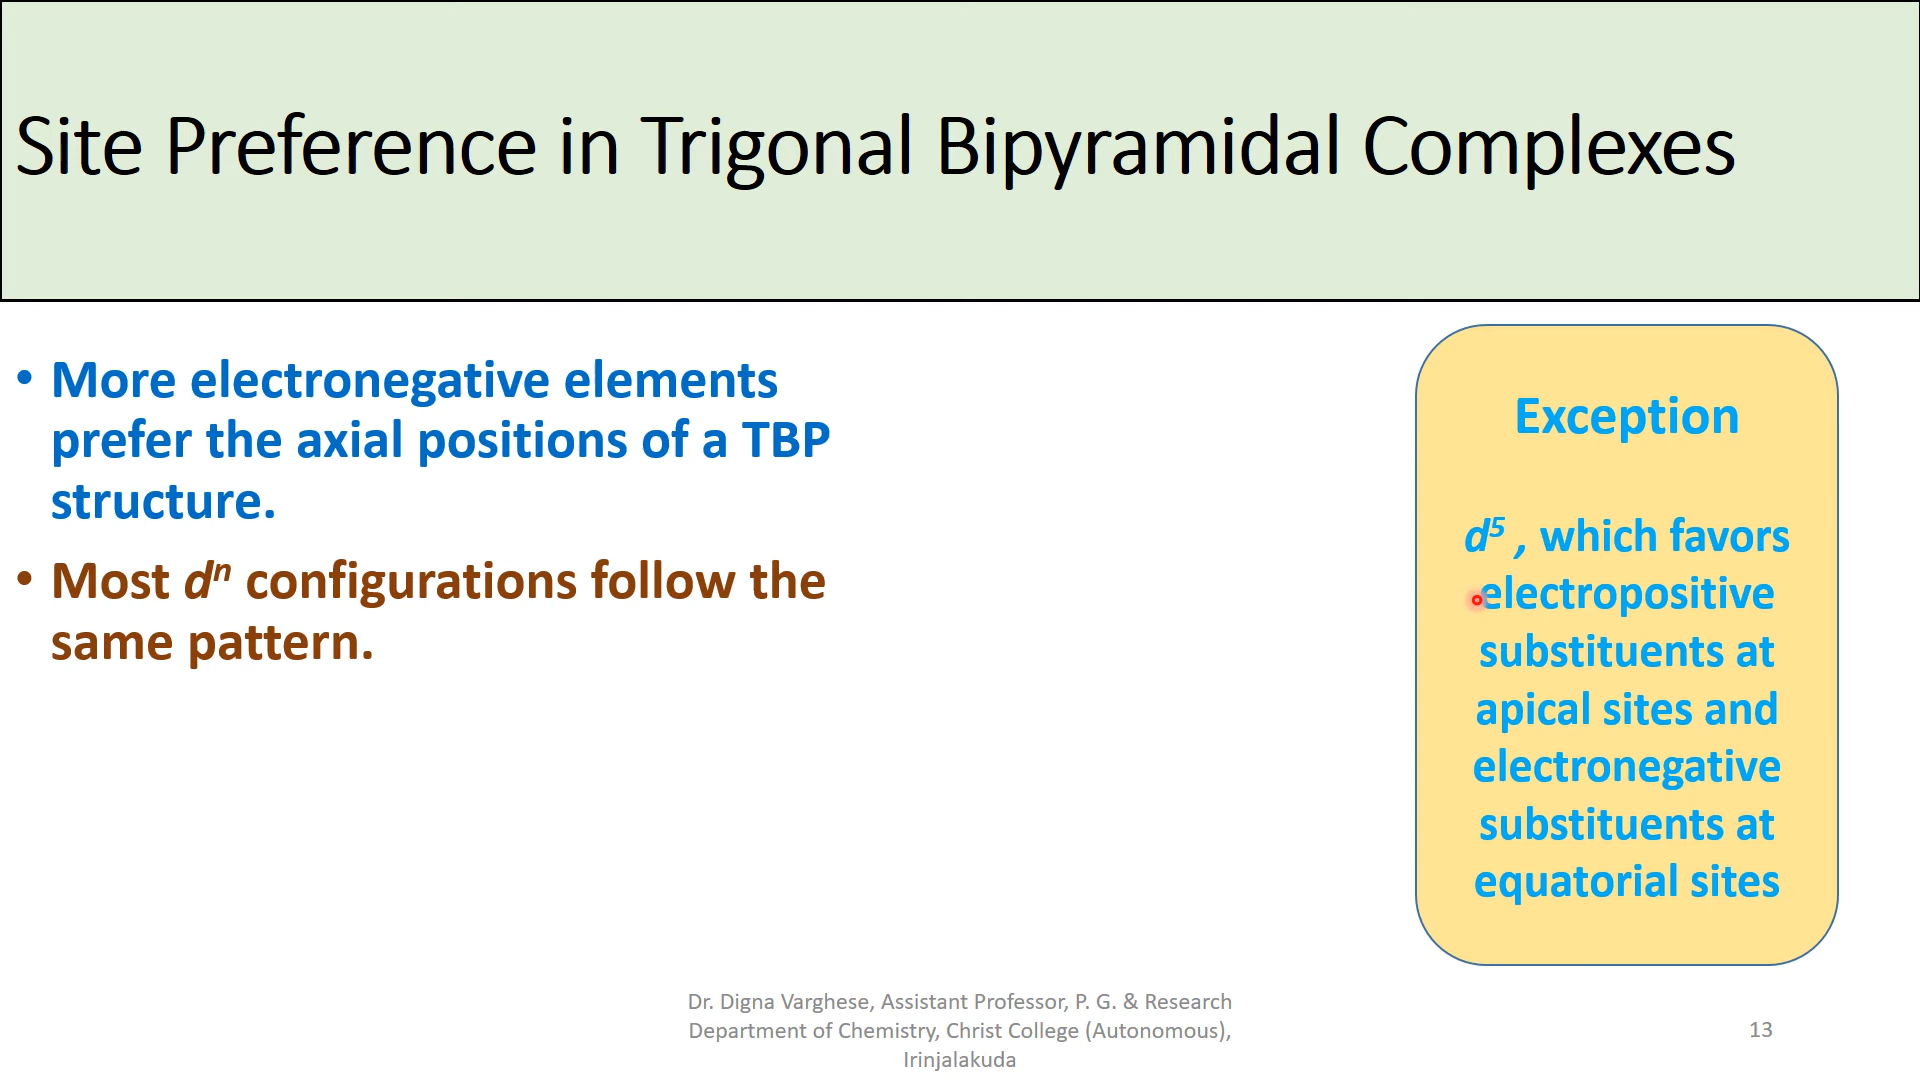 Site Preference in Trigonal Bipyramidal Complexes
• More electronegative elements
prefer the axial positions of a TBP
structure.
• Most dⁿ configurations follow the
same pattern.
Exception
d⁵ , which favors
electropositive
substituents at
apical sites and
electronegative
substituents at
equatorial sites
Dr. Digna Varghese, Assistant Professor, P. G. & Research
Department of Chemistry, Christ College (Autonomous),
Irinjalakuda
13